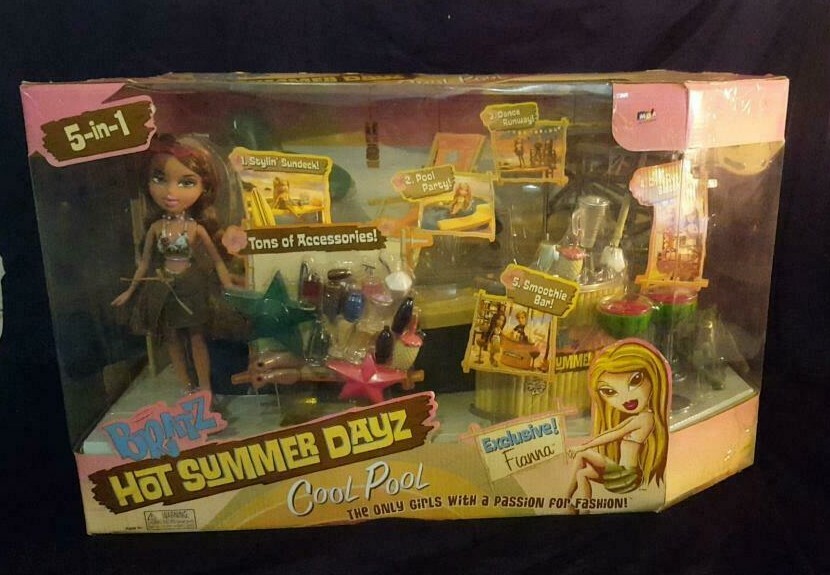 5-in-1
1. Stylin' Sundeck!
2. Pool
Party!
3. Dance
Runway!
Tons of Accessories!
5. Smoothie
Bar!
BRATZ
HOT SUMMER DAYZ
COOL POOL
Exclusive!
Fianna
THE ONLY GIRLS WITH A PASSION FOR FASHION!
WARNING